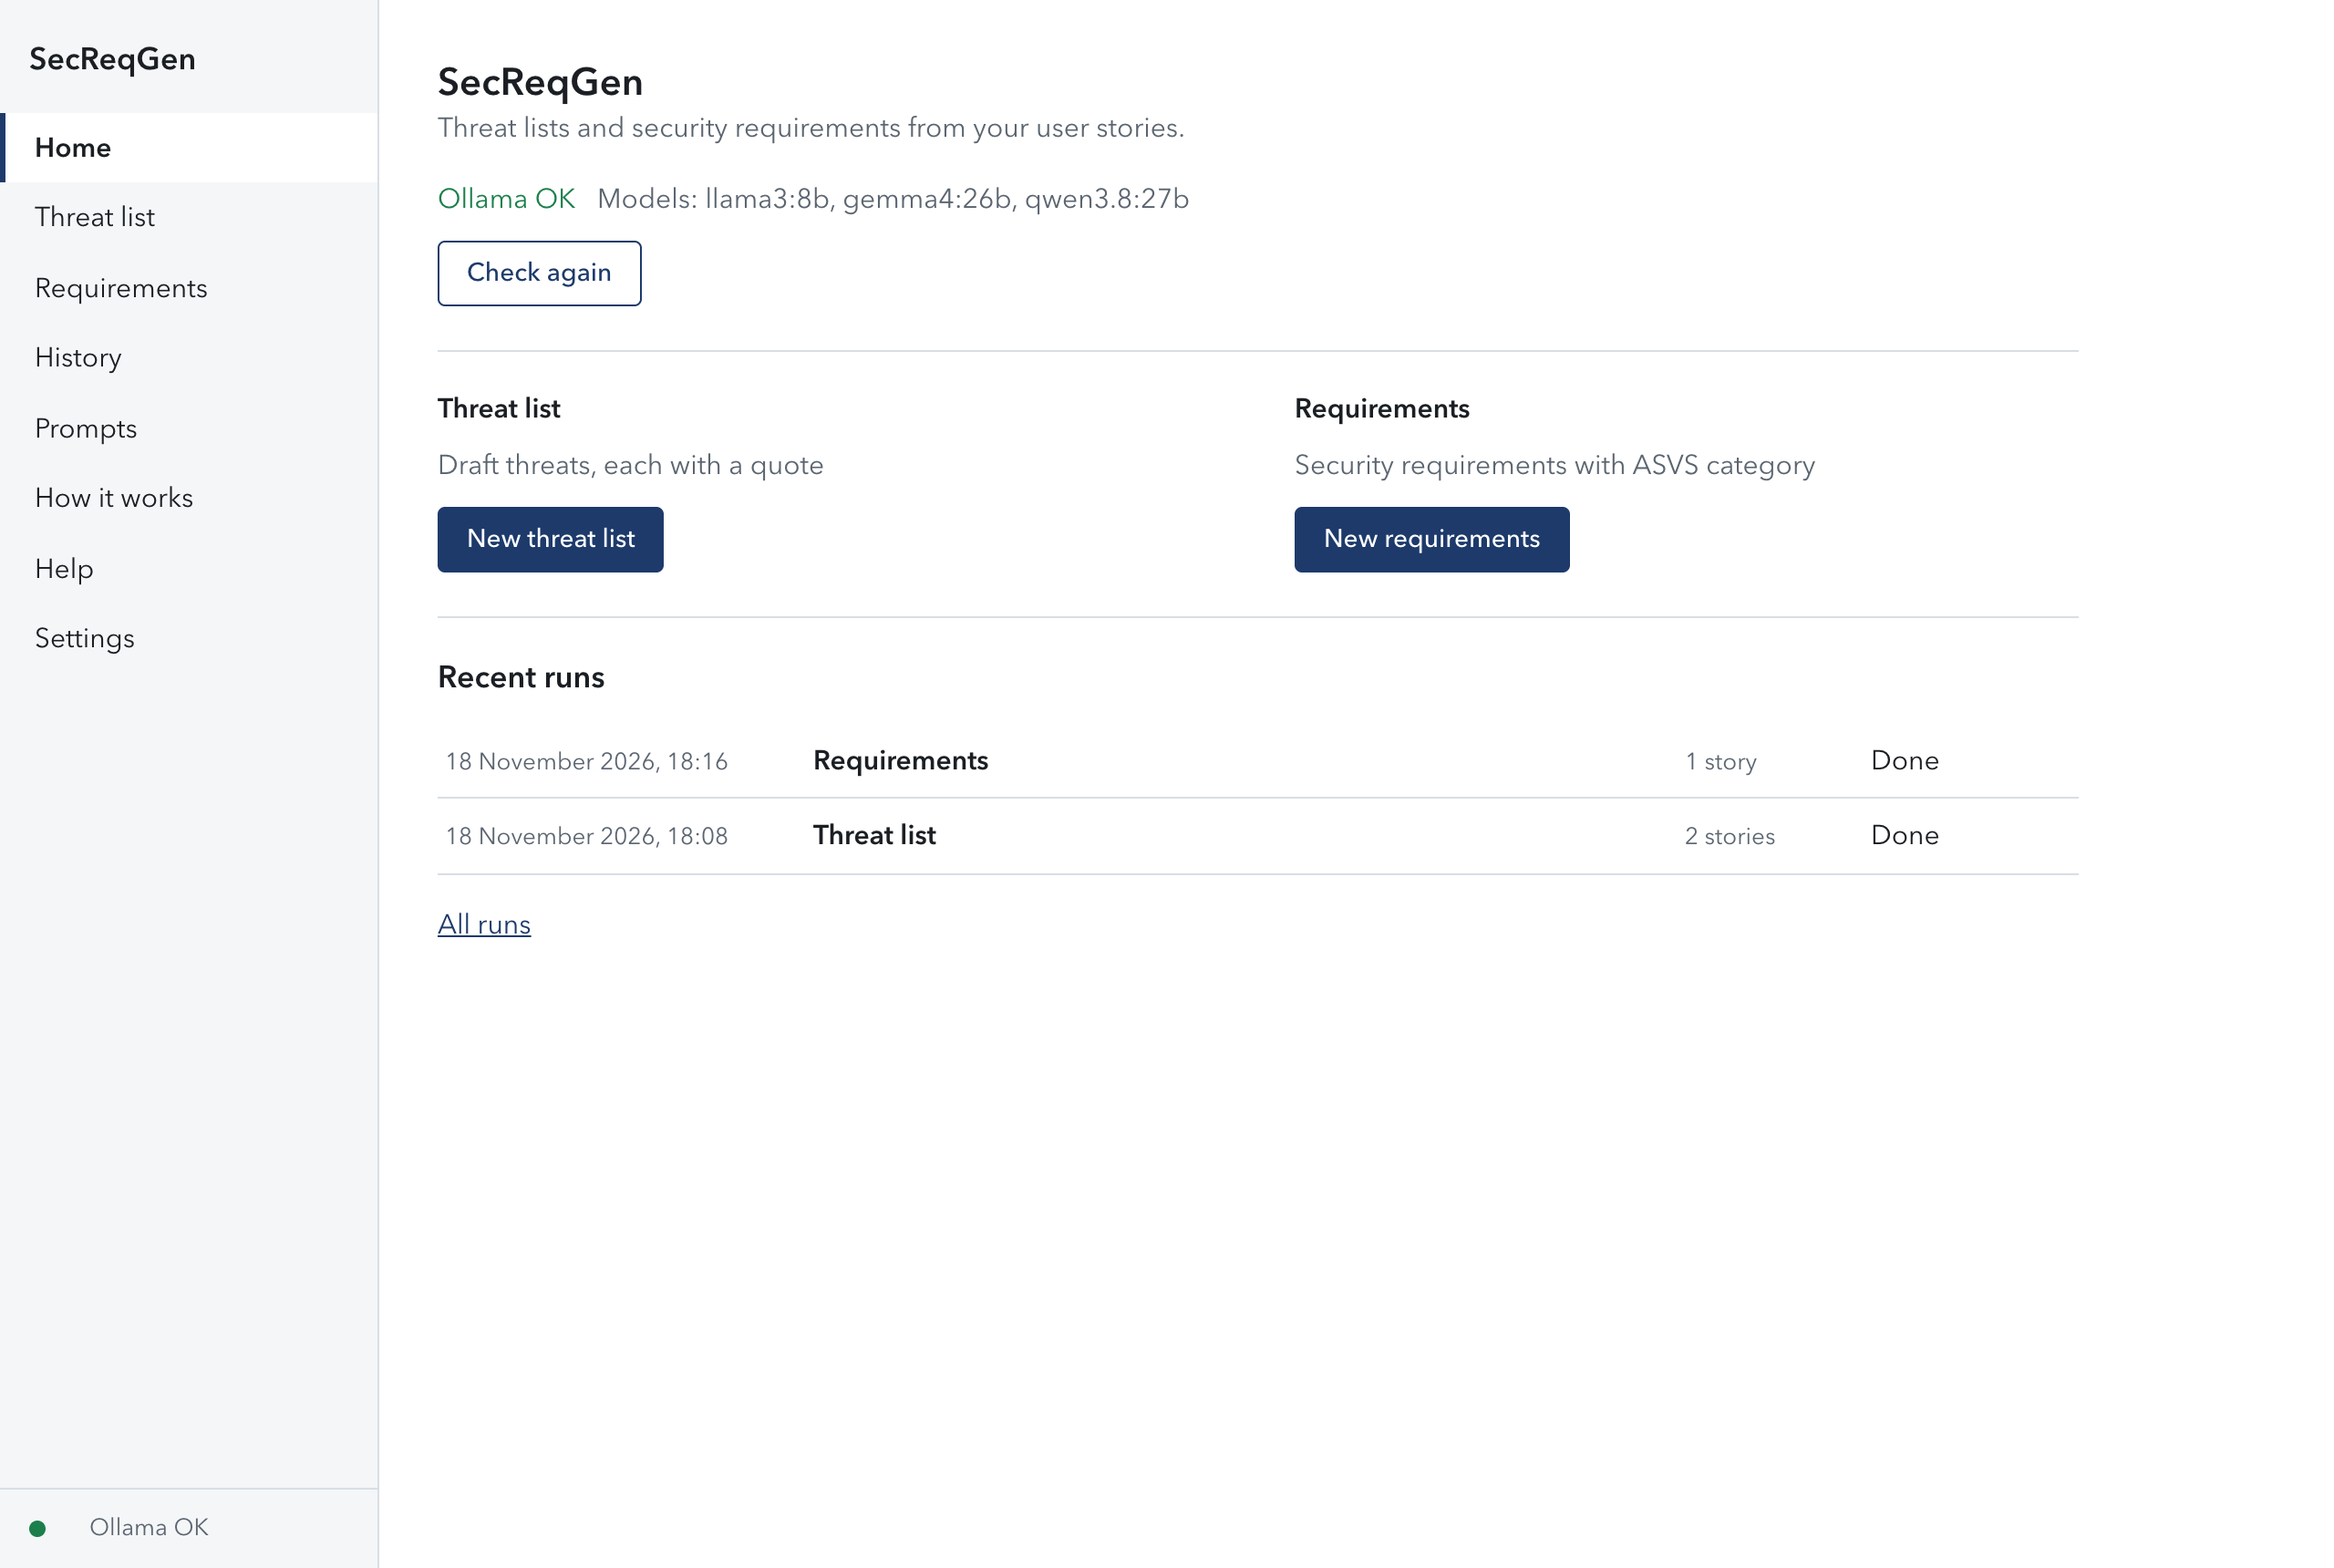 SecReqGen
Home
Threat list
Requirements
History
Prompts
How it works
Help
Settings
Ollama OK
SecReqGen
Threat lists and security requirements from your user stories.
Ollama OK Models: llama3:8b, gemma4:26b, qwen3.8:27b
Check again
Threat list
Draft threats, each with a quote
New threat list
Requirements
Security requirements with ASVS category
New requirements
Recent runs
18 November 2026, 18:16 Requirements 1 story Done
18 November 2026, 18:08 Threat list 2 stories Done
All runs